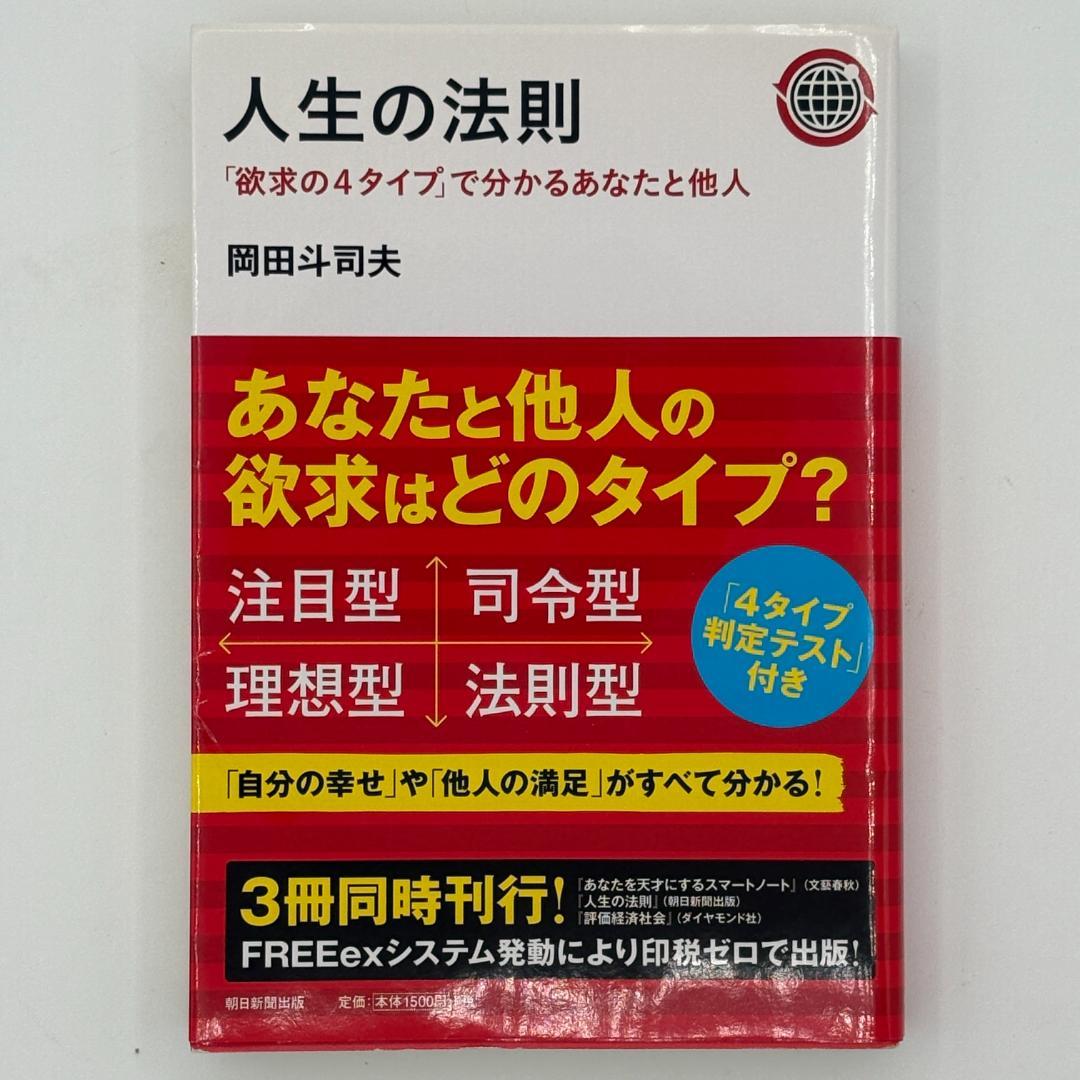 人生の法則
「欲求の4タイプ」で分かるあなたと他人
岡田斗司夫
あなたと他人の
欲求はどのタイプ?
注目型 司令型
理想型 法則型
「4タイプ
判定テスト」
付き
「自分の幸せ」や「他人の満足」がすべて分かる!
3冊同時刊行!
『あなたを天才にするスマートノート』(文藝春秋)
『人生の法則』(朝日新聞出版)
『評価経済社会』(ダイヤモンド社)
FREEexシステム発動により印税ゼロで出版!
朝日新聞出版 定価:本体1500円